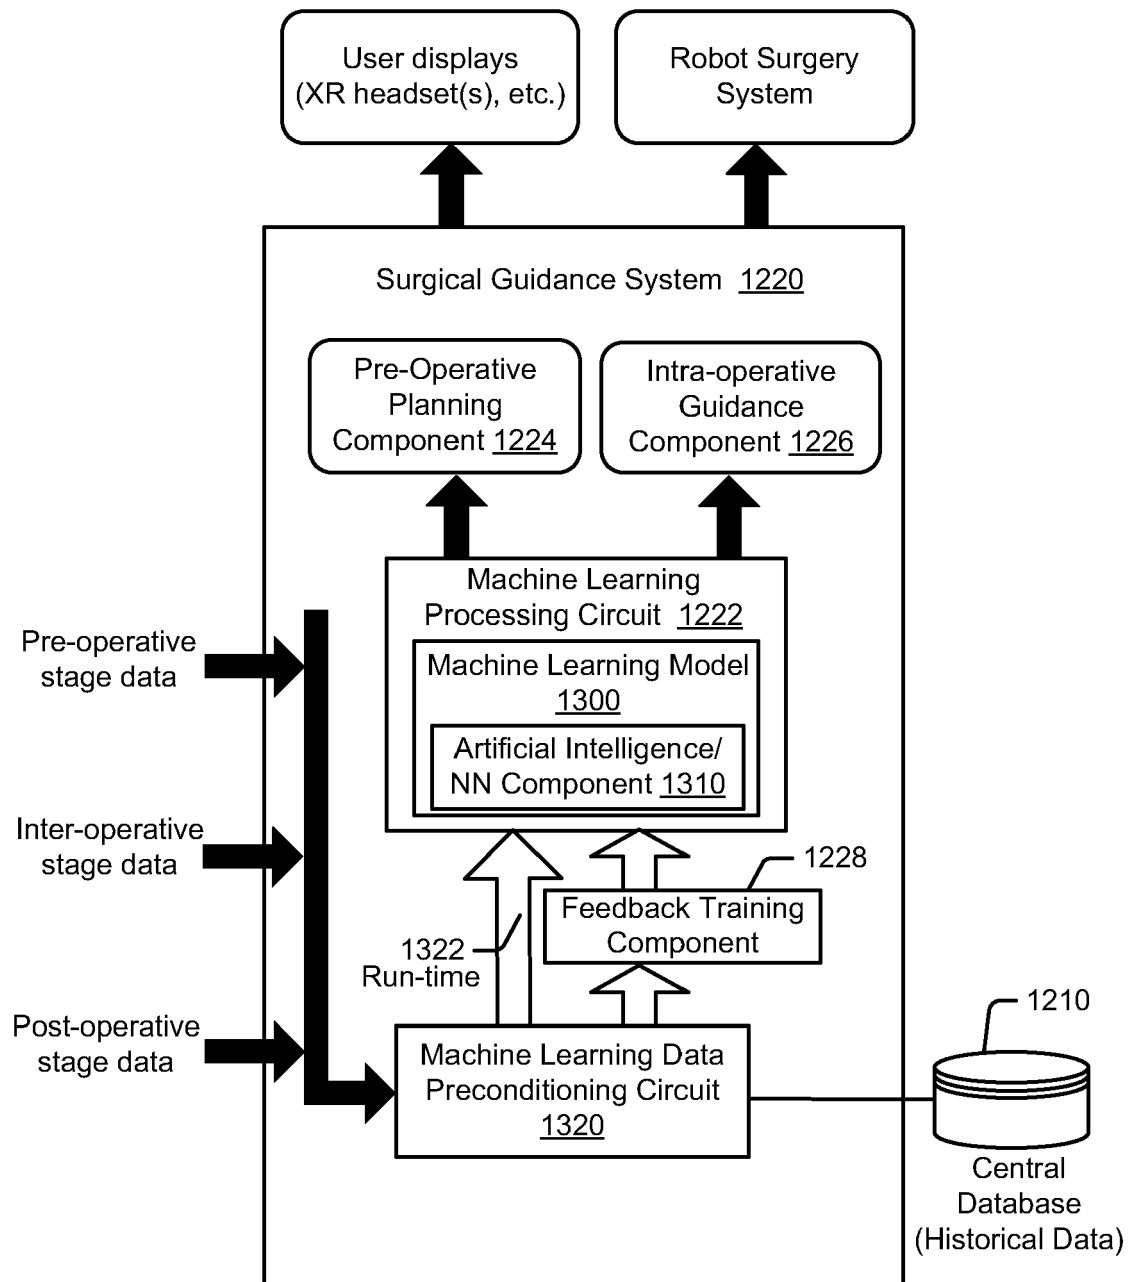 User displays
(XR headset(s), etc.)
Robot Surgery
System
Surgical Guidance System 1220
Pre-Operative
Planning
Component 1224
Intra-operative
Guidance
Component 1226
Machine Learning
Processing Circuit 1222
Machine Learning Model
1300
Artificial Intelligence/
NN Component 1310
Pre-operative
stage data
Inter-operative
stage data
Post-operative
stage data
1228
Feedback Training
Component
1322
Run-time
Machine Learning Data
Preconditioning Circuit
1320
1210
Central
Database
(Historical Data)